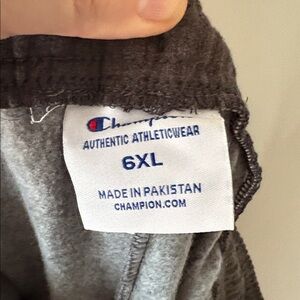 Champion
AUTHENTIC ATHLETICWEAR
6XL
MADE IN PAKISTAN
CHAMPION.COM